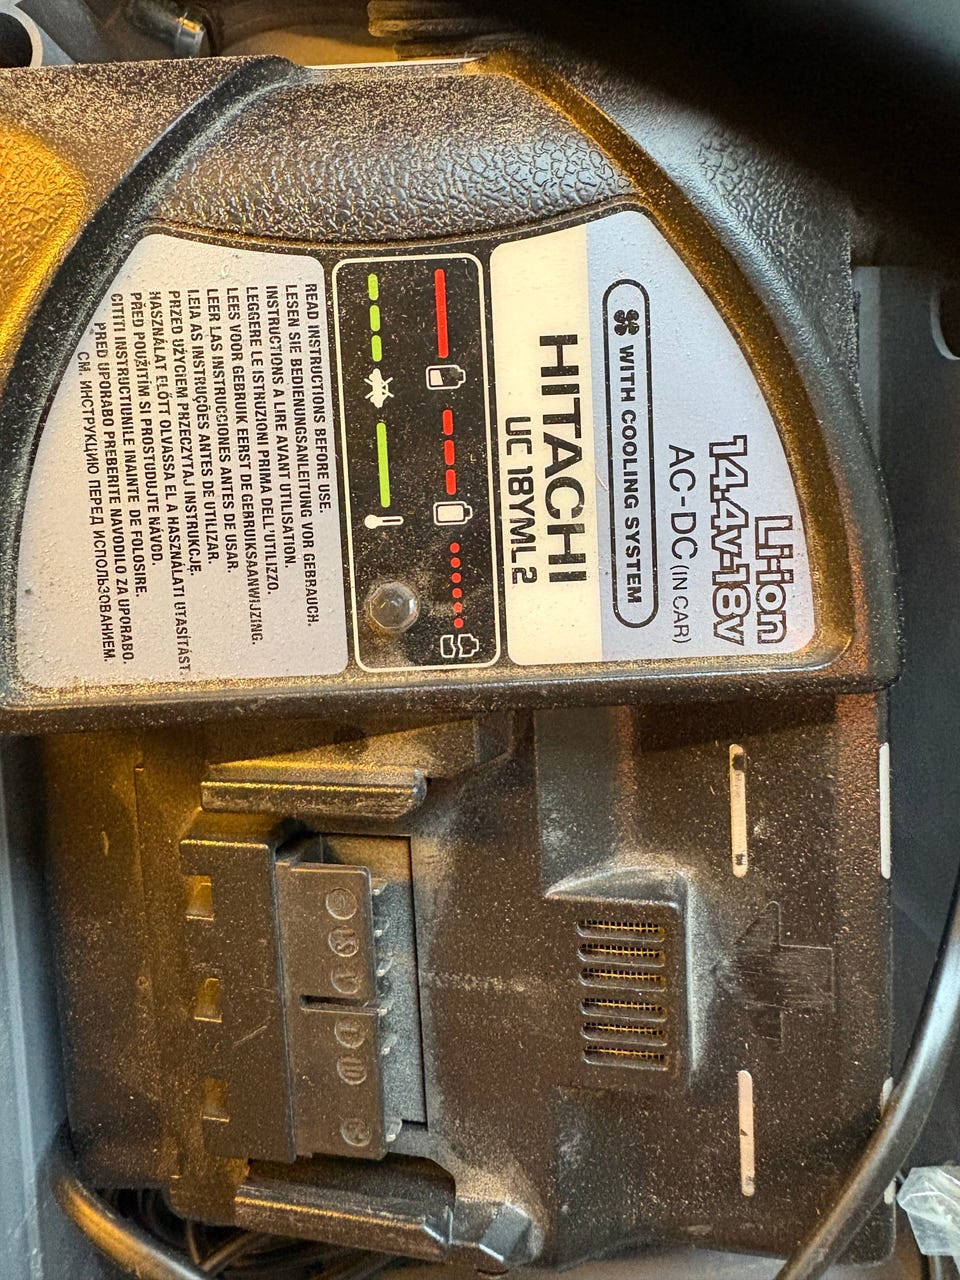 Li-ion
14.4v-18v
AC-DC (IN CAR)
WITH COOLING SYSTEM
HITACHI
UC 18YML2
READ INSTRUCTIONS BEFORE USE.
LESEN SIE BEDIENUNGSANLEITUNG VOR GEBRAUCH.
INSTRUCTIONS A LIRE AVANT UTILISATION.
LEGGERE LE ISTRUZIONI PRIMA DELL'UTILIZZO.
LEES VOOR GEBRUIK EERST DE GEBRUIKSAANWIJZING.
LEER LAS INSTRUCCIONES ANTES DE USAR.
LEIA AS INSTRUÇÕES ANTES DE UTILIZAR.
PRZED UŻYCIEM PRZECZYTAJ INSTRUKCJE.
HASZNÁLAT ELŐTT OLVASSA EL A HASZNÁLATI UTASÍTÁST.
PŘED POUŽITÍM SI PROSTUDUJTE NÁVOD.
CITITI INSTRUCTIUNILE INAINTE DE FOLOSIRE.
PRED UPORABO PREBERITE NAVODILO ZA UPORABO.
СМ. ИНСТРУКЦИЮ ПЕРЕД ИСПОЛЬЗОВАНИЕМ.